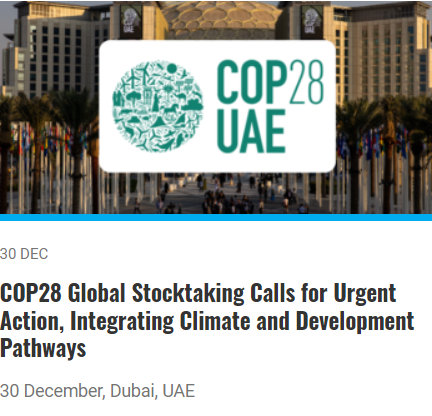 COP28
UAE
30 DEC
COP28 Global Stocktaking Calls for Urgent
Action, Integrating Climate and Development
Pathways
30 December, Dubai, UAE